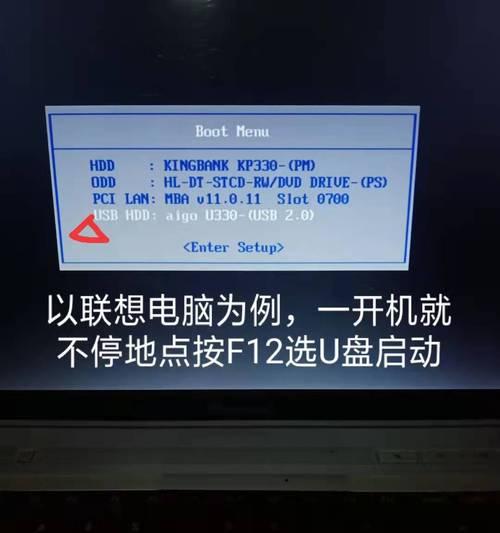 Boot Menu
HDD : KINGBANK KP330-(PM)
ODD : HL-DT-STCD-RW/DVD DRIVE-(PS)
PCI LAN: MBA v11.0.11 Slot 0700
USB HDD: aigo U330-(USB 2.0)
<Enter Setup>
以联想电脑为例，一开机就
不停地点按F12选U盘启动